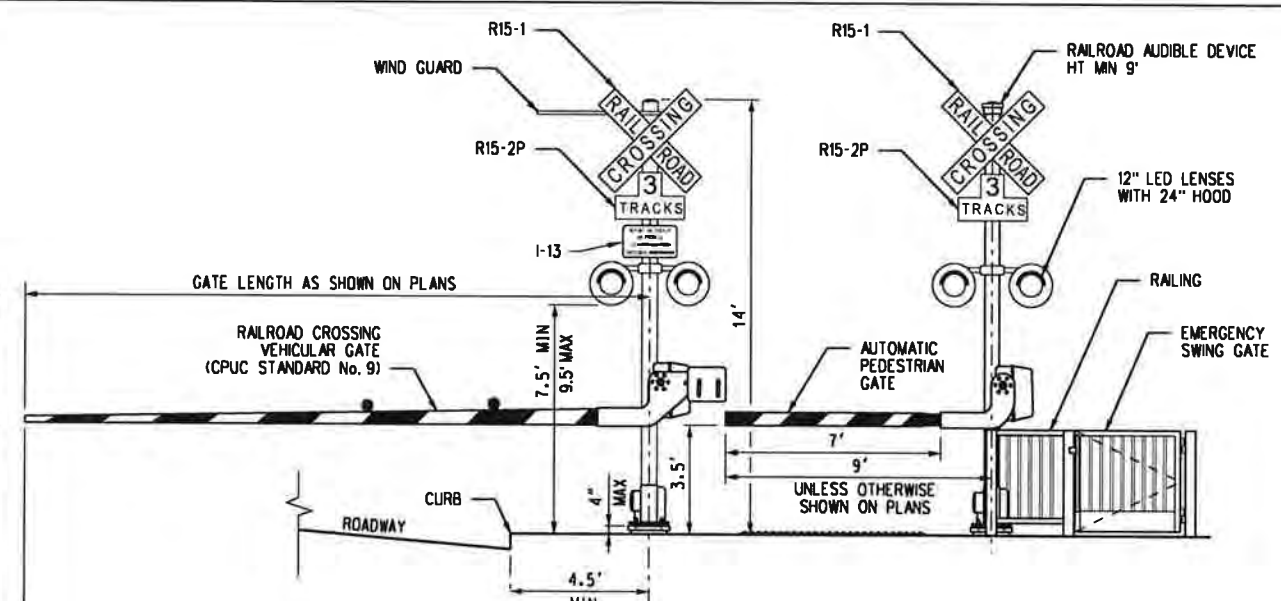 R15-1
WIND GUARD
R15-2P
I-13
RAIL
ROAD
CROSSING
3
TRACKS
GATE LENGTH AS SHOWN ON PLANS
RAILROAD CROSSING
VEHICULAR GATE
(CPUC STANDARD No. 9)
7.5' MIN
9.5' MAX
14'
CURB
ROADWAY
4"
MAX
3.5'
4.5'
MIN
R15-1
RAILROAD AUDIBLE DEVICE
HT MIN 9'
R15-2P
RAIL
ROAD
CROSSING
3
TRACKS
12" LED LENSES
WITH 24" HOOD
RAILING
EMERGENCY
SWING GATE
AUTOMATIC
PEDESTRIAN
GATE
7'
9'
UNLESS OTHERWISE
SHOWN ON PLANS